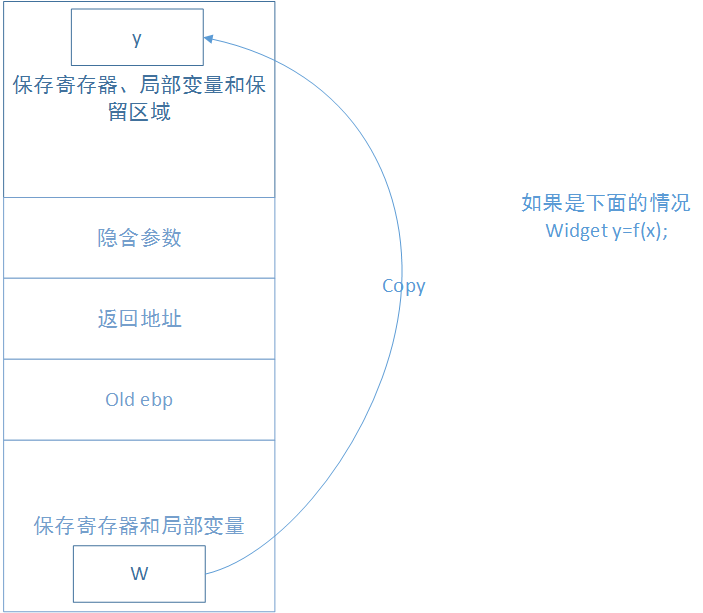 y
保存寄存器、局部变量和保
留区域
如果是下面的情况
Widget y=f(x);
隐含参数
Copy
返回地址
Old ebp
保存寄存器和局部变量
W